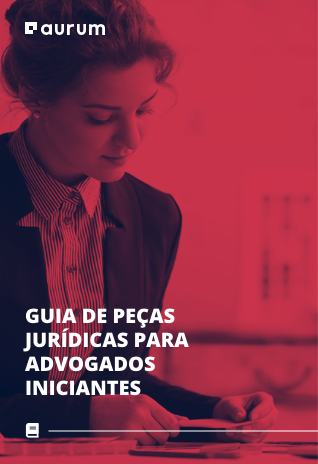 aurum
GUIA DE PEÇAS
JURÍDICAS PARA
ADVOGADOS
INICIANTES